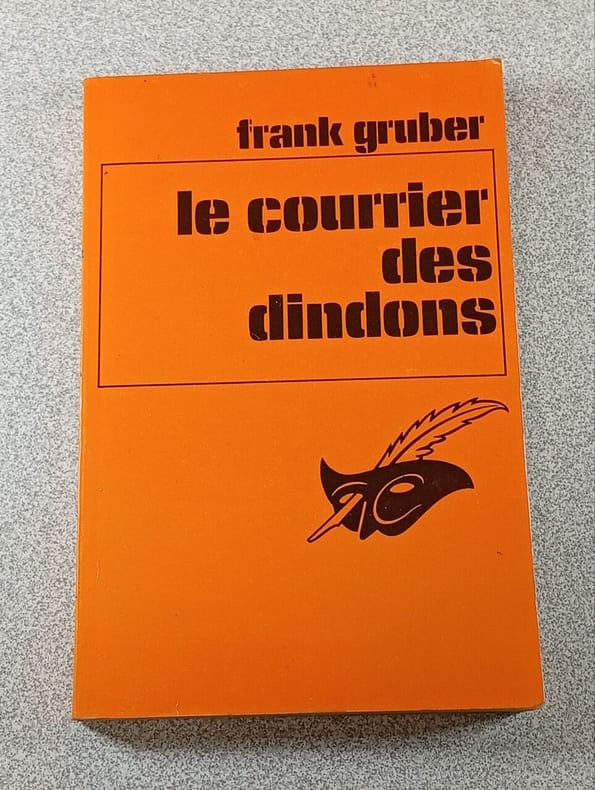 frank gruber
le courrier
des
dindons